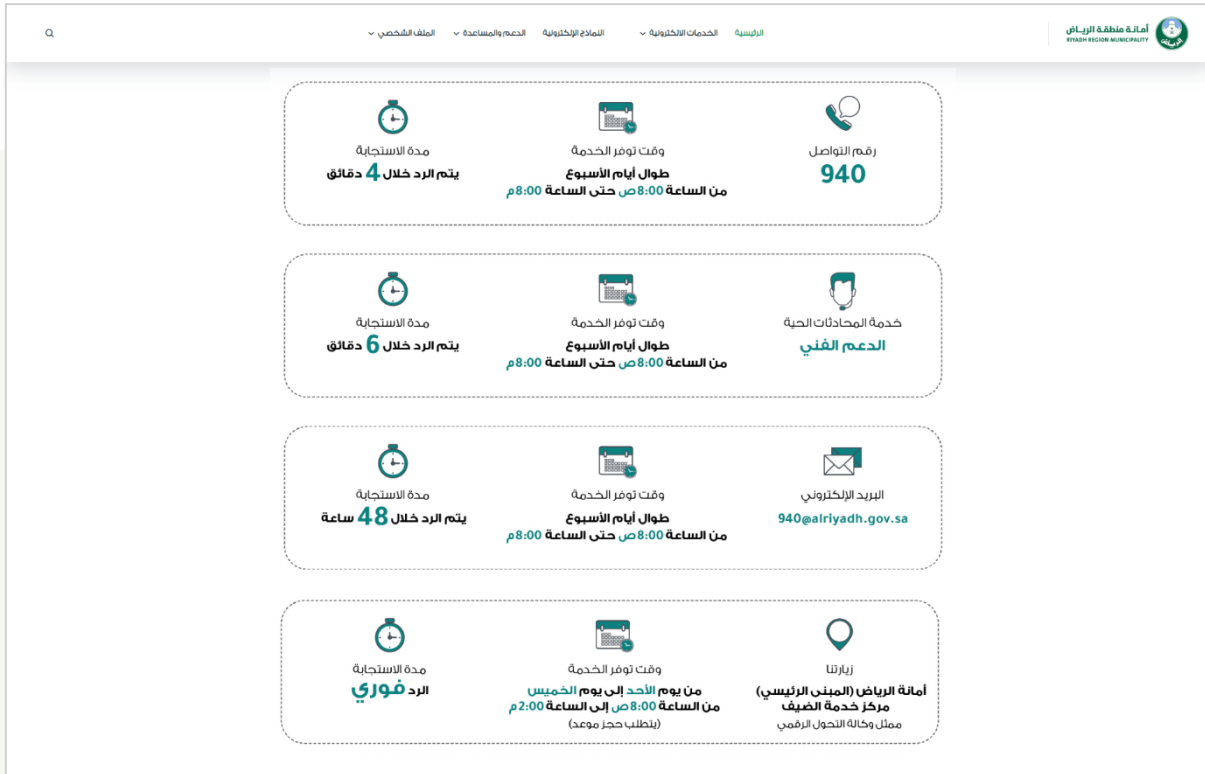 أمانة منطقة الرياض
RIYADH REGION MUNICIPALITY
الرئيسية
الخدمات الالكترونية
النماذج الإلكترونية
الدعم والمساعدة
الملف الشخصي
رقم التواصل
940
وقت توفر الخدمة
طوال أيام الأسبوع
من الساعة 8:00ص حتى الساعة 8:00م
مدة الاستجابة
يتم الرد خلال 4 دقائق
خدمة المحادثات الحية
الدعم الفني
وقت توفر الخدمة
طوال أيام الأسبوع
من الساعة 8:00ص حتى الساعة 8:00م
مدة الاستجابة
يتم الرد خلال 6 دقائق
البريد الإلكتروني
940@alriyadh.gov.sa
وقت توفر الخدمة
طوال أيام الأسبوع
من الساعة 8:00ص حتى الساعة 8:00م
مدة الاستجابة
يتم الرد خلال 48 ساعة
زيارتنا
أمانة الرياض (المبنى الرئيسي)
مركز خدمة الضيف
ممثل وكالة التحول الرقمي
وقت توفر الخدمة
من يوم الأحد إلى يوم الخميس
من الساعة 8:00ص إلى الساعة 2:00م
(يتطلب حجز موعد)
مدة الاستجابة
الرد فوري